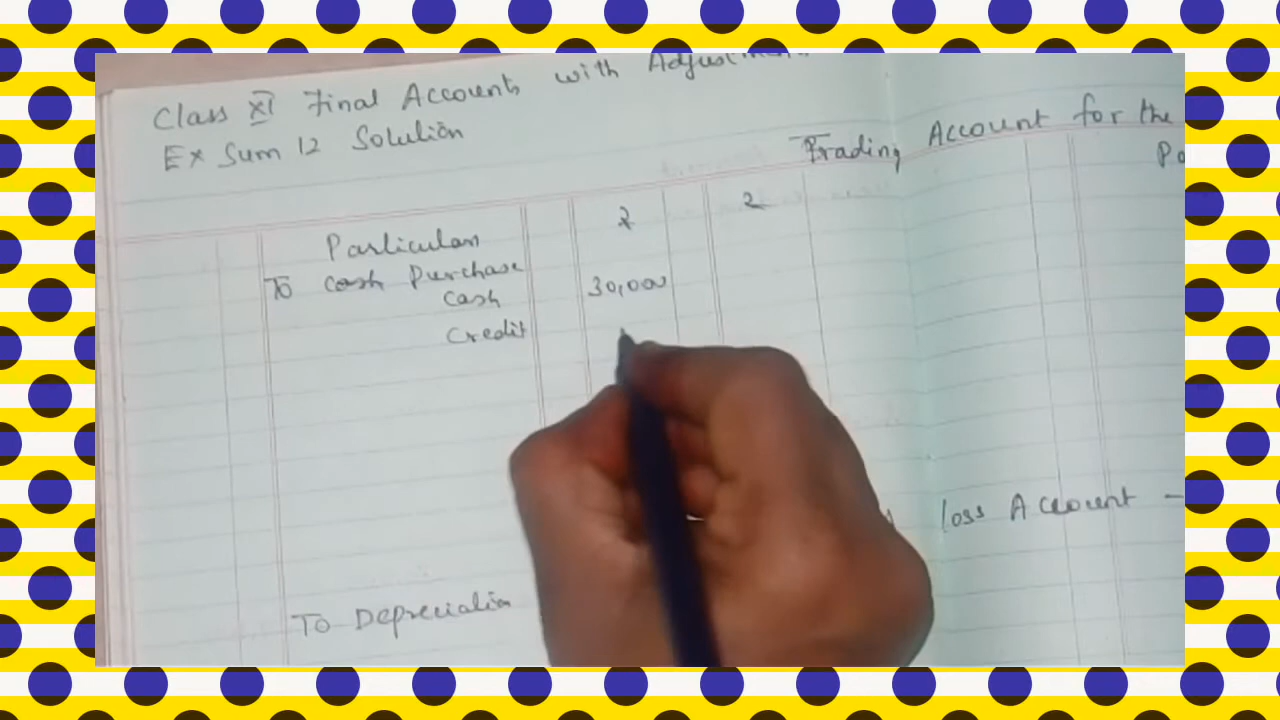 Class XI Final Accounts with Adjustment
Ex Sum 12 Solution
Trading Account for the
Particulars ₹ ₹
To Cash Purchase
Cash 30,000
Credit
loss Account -
To Depreciation